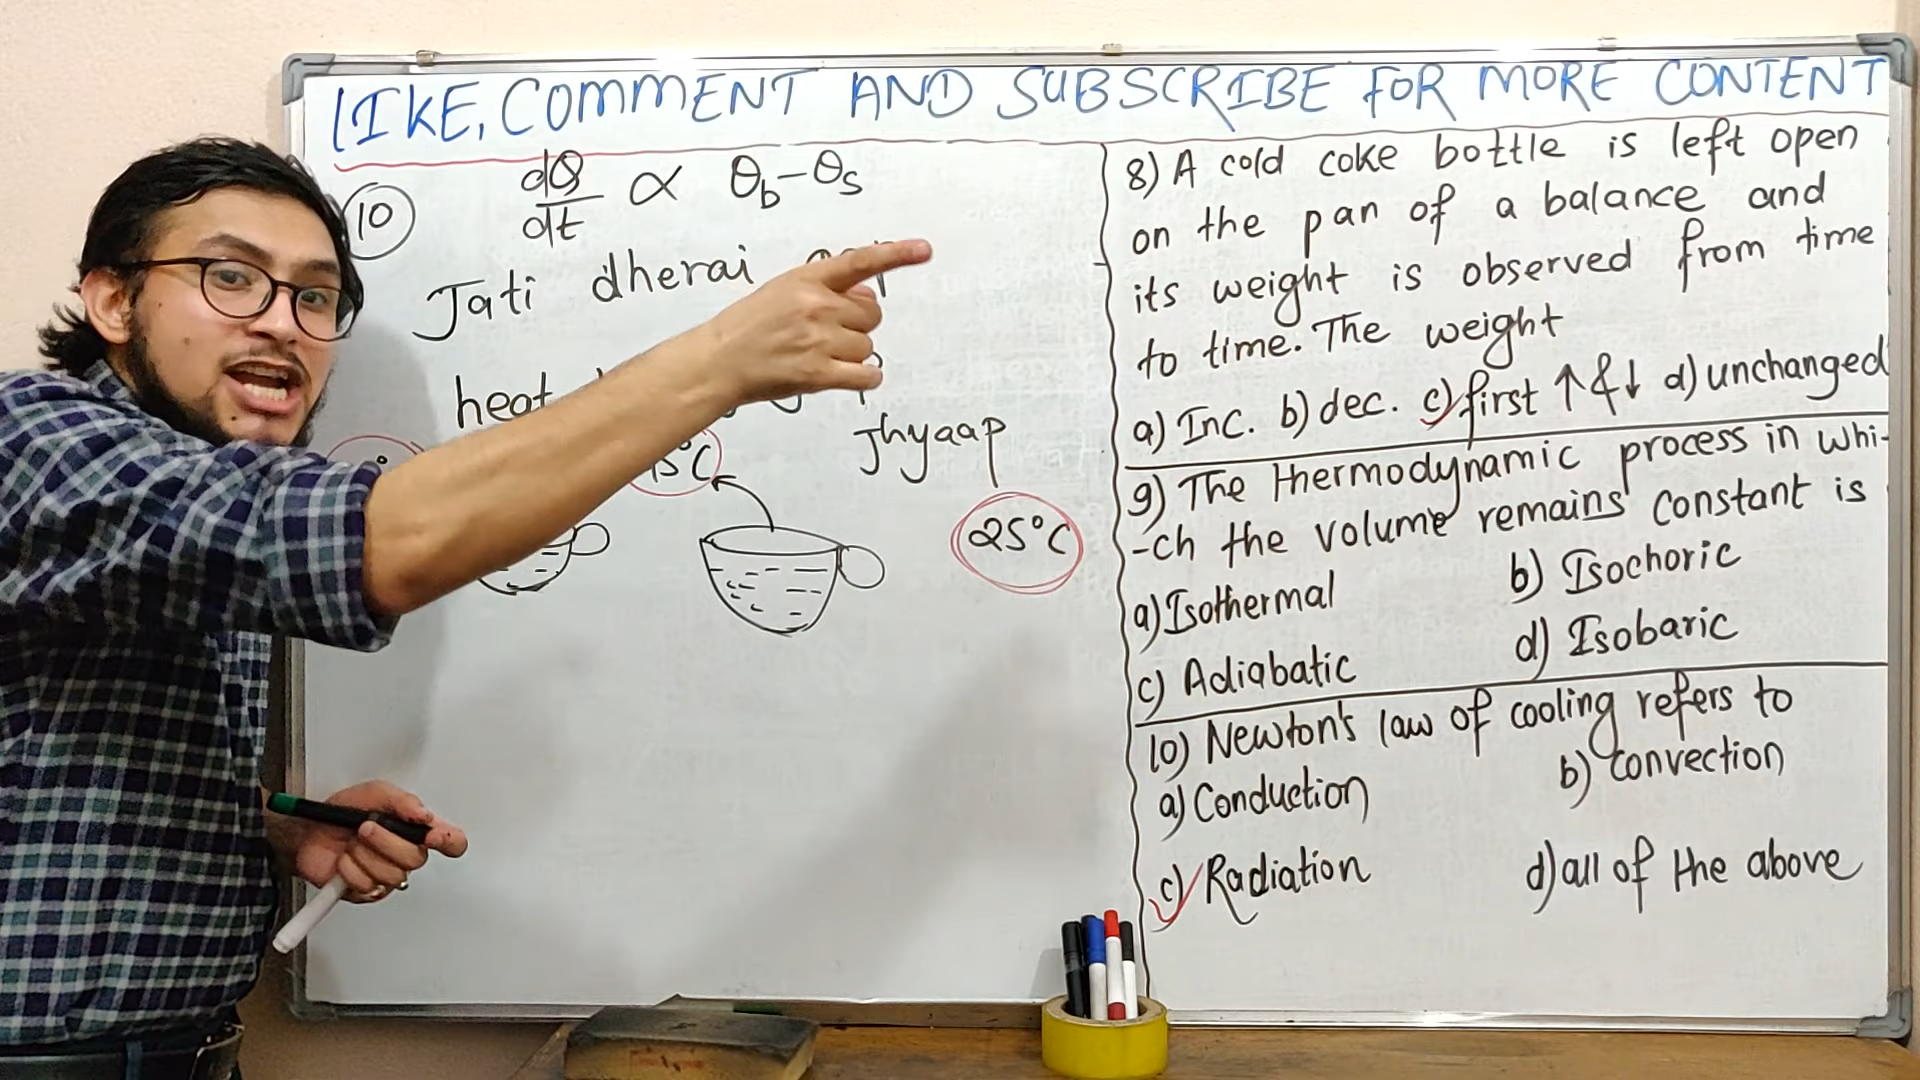 LIKE, COMMENT AND SUBSCRIBE FOR MORE CONTENT
10
dQ/dt ∝ θb-θs
Jati dherai
heat
Jhyaap
25°C
8) A cold coke bottle is left open
on the pan of a balance and
its weight is observed from time
to time. The weight
a) Inc. b) dec. c) first ↑ & ↓ d) unchanged
9) The thermodynamic process in whi-
-ch the volume remains constant is
a) Isothermal b) Isochoric
c) Adiabatic d) Isobaric
10) Newton's law of cooling refers to
a) Conduction b) Convection
c) Radiation d) all of the above